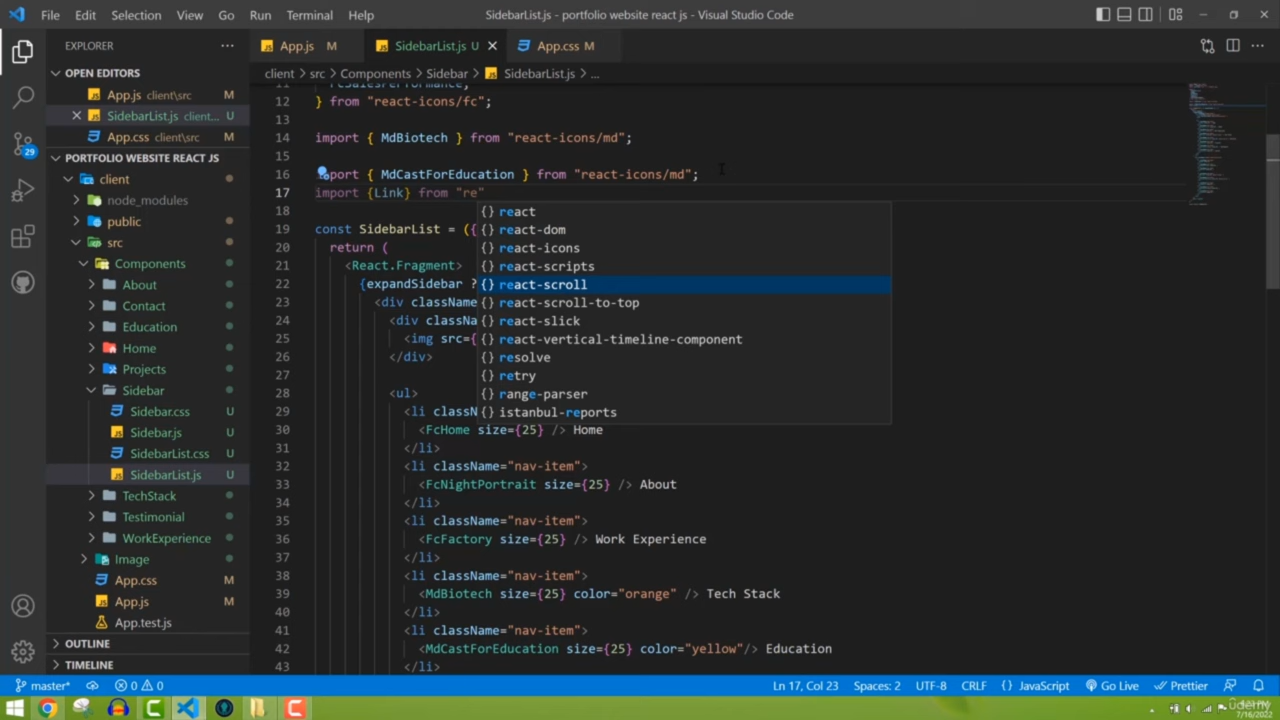 File Edit Selection View Go Run Terminal Help SidebarList.js - portfolio website react js - Visual Studio Code
EXPLORER
App.js M SidebarList.js U App.css M
client > src > Components > Sidebar > SidebarList.js > ...
OPEN EDITORS
App.js client\src M
SidebarList.js client... U
App.css client\src M
PORTFOLIO WEBSITE REACT JS
client
node_modules
public
src
Components
About
Contact
Education
Home
Projects
Sidebar
Sidebar.css U
Sidebar.js U
SidebarList.css U
SidebarList.js U
TechStack
Testimonial
WorkExperience
Image
App.css M
App.js M
App.test.js
OUTLINE
TIMELINE
29
11 FcSalesPerformance,
12 } from "react-icons/fc";
13
14 import { MdBiotech } from "react-icons/md";
15
16 port { MdCastForEducation } from "react-icons/md";
17 import {Link} from "re"
18
19 const SidebarList = ({
20 return (
21 <React.Fragment>
22 {expandSidebar ?
23 <div className
24 <div classNa
25 <img src={
26 </div>
27
28 <ul>
29 <li classN
30 <FcHome size={25} /> Home
31 </li>
32 <li className="nav-item">
33 <FcNightPortrait size={25} /> About
34 </li>
35 <li className="nav-item">
36 <FcFactory size={25} /> Work Experience
37 </li>
38 <li className="nav-item">
39 <MdBiotech size={25} color="orange" /> Tech Stack
40 </li>
41 <li className="nav-item">
42 <MdCastForEducation size={25} color="yellow"/> Education
43 </li>
{} react
{} react-dom
{} react-icons
{} react-scripts
{} react-scroll
{} react-scroll-to-top
{} react-slick
{} react-vertical-timeline-component
{} resolve
{} retry
{} range-parser
{} istanbul-reports
master* 0 0 Ln 17, Col 23 Spaces: 2 UTF-8 CRLF {} JavaScript Go Live Prettier
udemy
7/16/2022